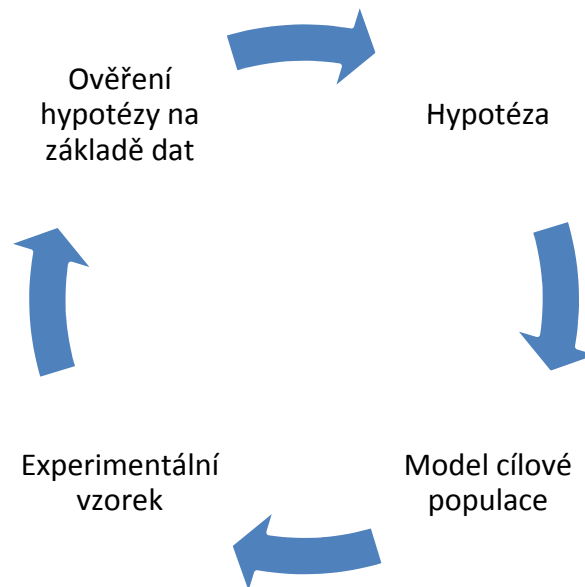 Ověření
hypotézy na
základě dat
Hypotéza
Experimentální
vzorek
Model cílové
populace